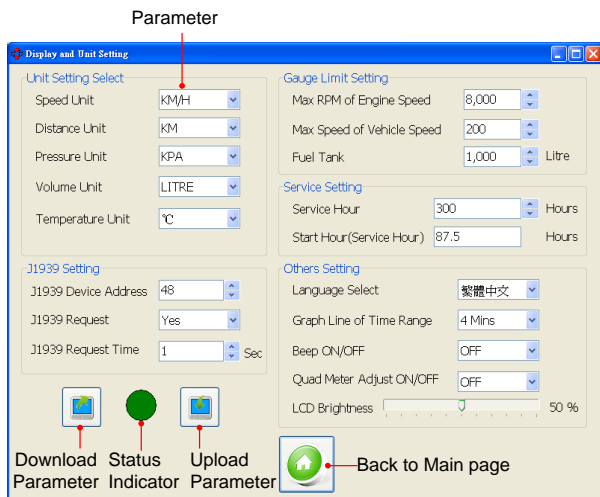 Parameter
Display and Unit Setting
Unit Setting Select
Speed Unit KM/H
Distance Unit KM
Pressure Unit KPA
Volume Unit LITRE
Temperature Unit ℃
Gauge Limit Setting
Max RPM of Engine Speed 8,000
Max Speed of Vehicle Speed 200
Fuel Tank 1,000 Litre
Service Setting
Service Hour 300 Hours
Start Hour(Service Hour) 87.5 Hours
J1939 Setting
J1939 Device Address 48
J1939 Request Yes
J1939 Request Time 1 Sec
Others Setting
Language Select 繁體中文
Graph Line of Time Range 4 Mins
Beep ON/OFF OFF
Quad Meter Adjust ON/OFF OFF
LCD Brightness 50 %
Download Parameter
Status Indicator
Upload Parameter
Back to Main page